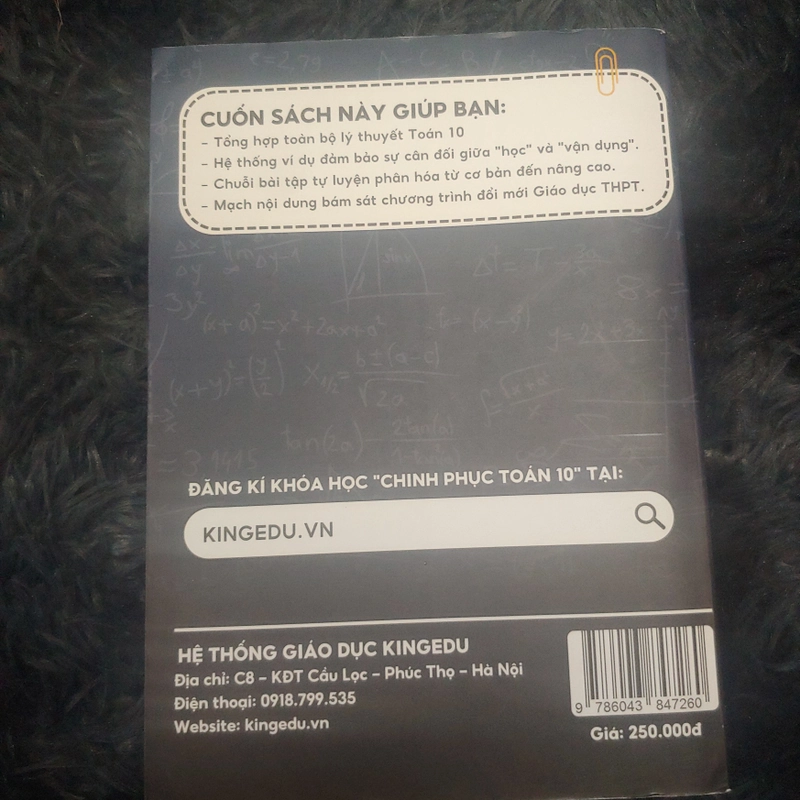 CUỐN SÁCH NÀY GIÚP BẠN:
- Tổng hợp toàn bộ lý thuyết Toán 10
- Hệ thống ví dụ đảm bảo sự cân đối giữa "học" và "vận dụng".
- Chuỗi bài tập tự luyện phân hóa từ cơ bản đến nâng cao.
- Mạch nội dung bám sát chương trình đổi mới Giáo dục THPT.
(x+a)²=x²+2ax+a²
ĐĂNG KÍ KHÓA HỌC "CHINH PHỤC TOÁN 10" TẠI:
KINGEDU.VN
HỆ THỐNG GIÁO DỤC KINGEDU
Địa chỉ: C8 – KĐT Cầu Lọc – Phúc Thọ – Hà Nội
Điện thoại: 0918.799.535
Website: kingedu.vn
9 786043 847260
Giá: 250.000đ